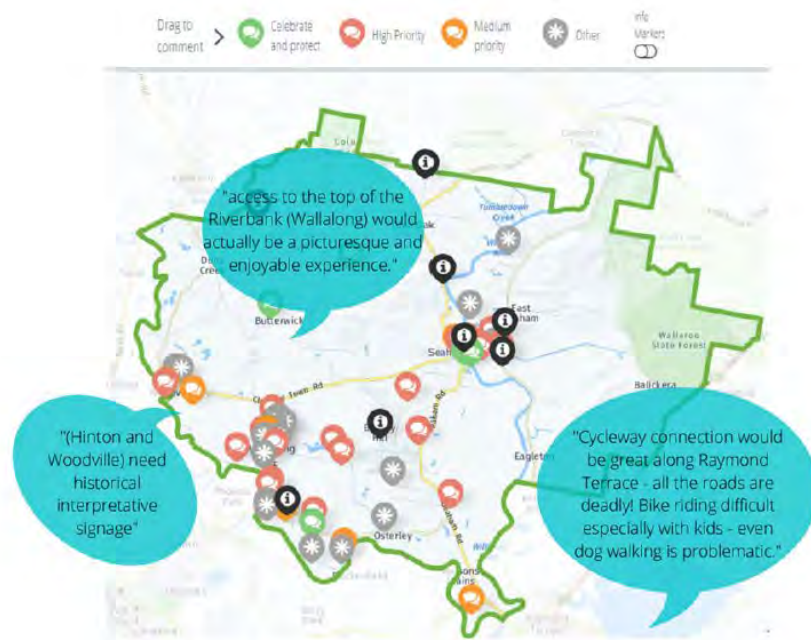 Drag to
comment
Celebrate
and protect
High Priority
Medium
priority
Other
Info
Markers
"access to the top of the
Riverbank (Wallalong) would
actually be a picturesque and
enjoyable experience."
Creek
Butterwick
East
Seah
Wallaroo
State Forest
Balickera
Eagleton
Town Rd
"(Hinton and
Woodville) need
historical
interpretative
signage"
"Cycleway connection would
be great along Raymond
Terrace - all the roads are
deadly! Bike riding difficult
especially with kids - even
dog walking is problematic."
Osterley